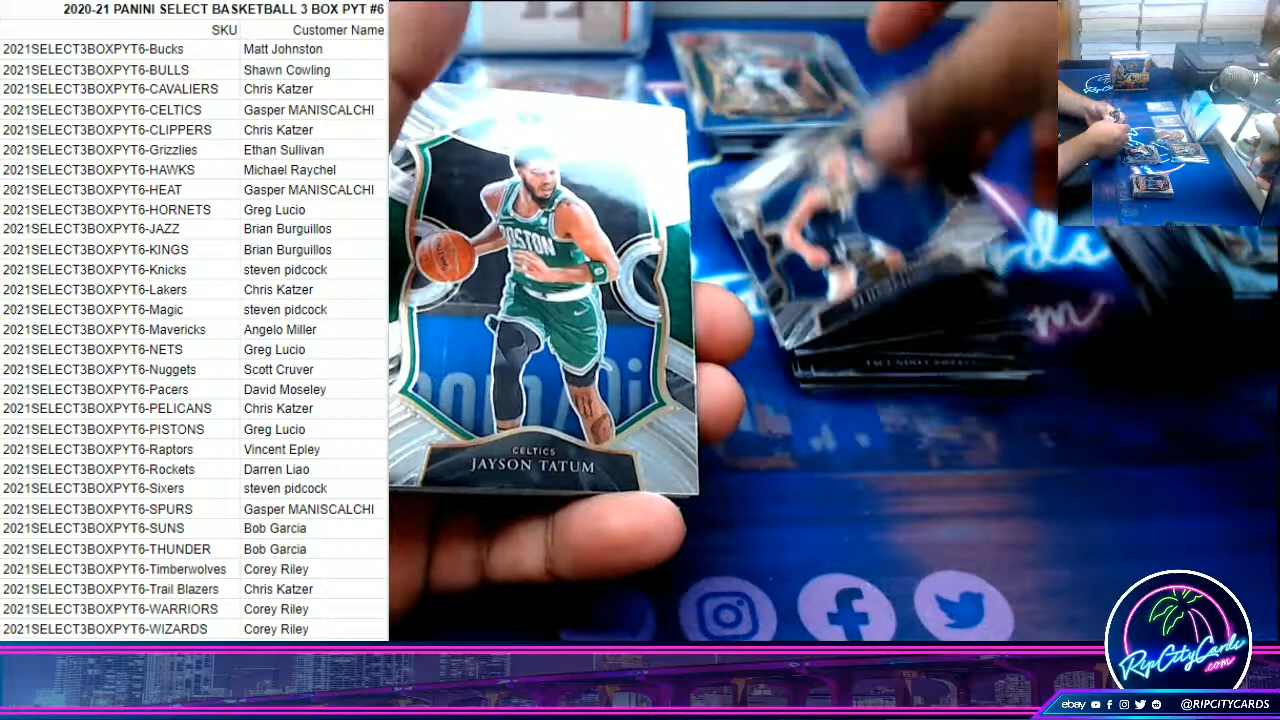 2020-21 PANINI SELECT BASKETBALL 3 BOX PYT #6
SKU Customer Name
2021SELECT3BOXPYT6-Bucks Matt Johnston
2021SELECT3BOXPYT6-BULLS Shawn Cowling
2021SELECT3BOXPYT6-CAVALIERS Chris Katzer
2021SELECT3BOXPYT6-CELTICS Gasper MANISCALCHI
2021SELECT3BOXPYT6-CLIPPERS Chris Katzer
2021SELECT3BOXPYT6-Grizzlies Ethan Sullivan
2021SELECT3BOXPYT6-HAWKS Michael Raychel
2021SELECT3BOXPYT6-HEAT Gasper MANISCALCHI
2021SELECT3BOXPYT6-HORNETS Greg Lucio
2021SELECT3BOXPYT6-JAZZ Brian Burguillos
2021SELECT3BOXPYT6-KINGS Brian Burguillos
2021SELECT3BOXPYT6-Knicks steven pidcock
2021SELECT3BOXPYT6-Lakers Chris Katzer
2021SELECT3BOXPYT6-Magic steven pidcock
2021SELECT3BOXPYT6-Mavericks Angelo Miller
2021SELECT3BOXPYT6-NETS Greg Lucio
2021SELECT3BOXPYT6-Nuggets Scott Cruver
2021SELECT3BOXPYT6-Pacers David Moseley
2021SELECT3BOXPYT6-PELICANS Chris Katzer
2021SELECT3BOXPYT6-PISTONS Greg Lucio
2021SELECT3BOXPYT6-Raptors Vincent Epley
2021SELECT3BOXPYT6-Rockets Darren Liao
2021SELECT3BOXPYT6-Sixers steven pidcock
2021SELECT3BOXPYT6-SPURS Gasper MANISCALCHI
2021SELECT3BOXPYT6-SUNS Bob Garcia
2021SELECT3BOXPYT6-THUNDER Bob Garcia
2021SELECT3BOXPYT6-Timberwolves Corey Riley
2021SELECT3BOXPYT6-Trail Blazers Chris Katzer
2021SELECT3BOXPYT6-WARRIORS Corey Riley
2021SELECT3BOXPYT6-WIZARDS Corey Riley
BOSTON
CELTICS
JAYSON TATUM
RipCityCards
.com
ebay @RIPCITYCARDS